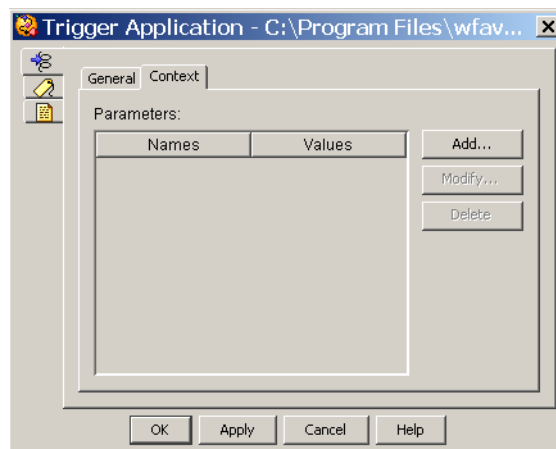 Trigger Application - C:\Program Files\wfav...
General Context
Parameters:
Names Values
Add...
Modify...
Delete
OK Apply Cancel Help